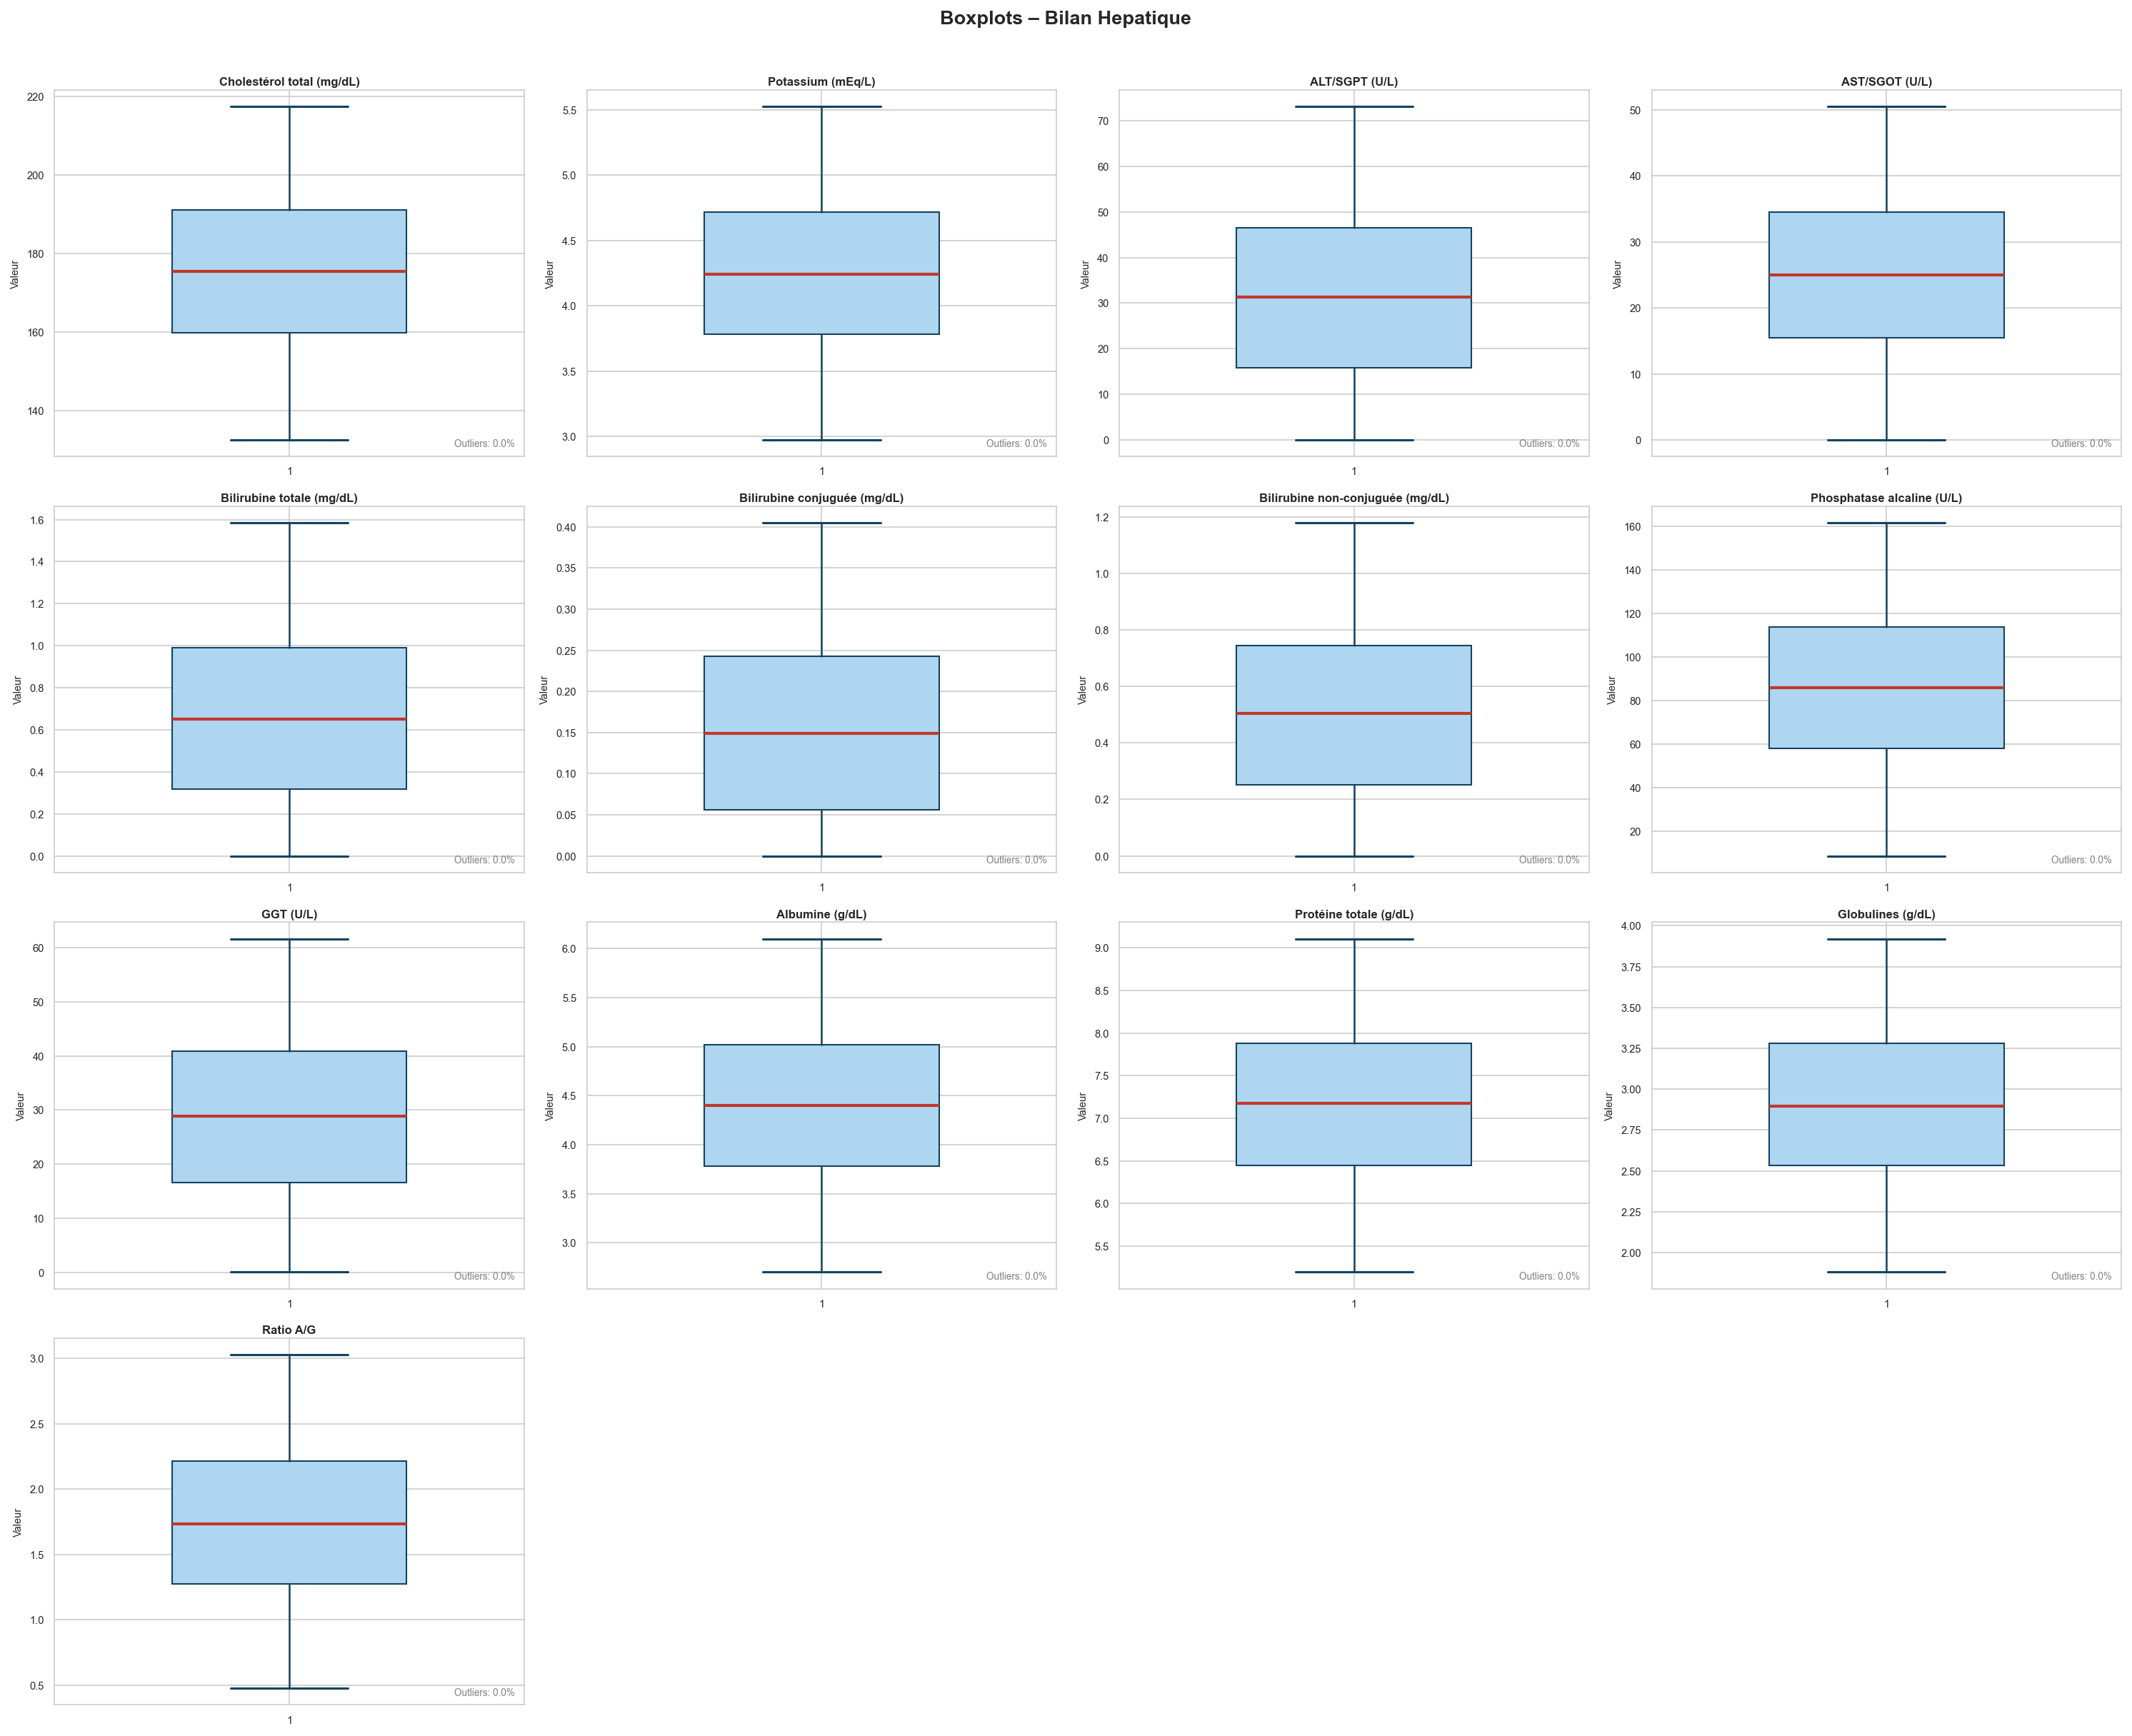 Boxplots – Bilan Hepatique
Cholestérol total (mg/dL)
220
200
180
160
140
Valeur
Outliers: 0.0%
1
Potassium (mEq/L)
5.5
5.0
4.5
4.0
3.5
3.0
Valeur
Outliers: 0.0%
1
ALT/SGPT (U/L)
70
60
50
40
30
20
10
0
Valeur
Outliers: 0.0%
1
AST/SGOT (U/L)
50
40
30
20
10
0
Valeur
Outliers: 0.0%
1
Bilirubine totale (mg/dL)
1.6
1.4
1.2
1.0
0.8
0.6
0.4
0.2
0.0
Valeur
Outliers: 0.0%
1
Bilirubine conjuguée (mg/dL)
0.40
0.35
0.30
0.25
0.20
0.15
0.10
0.05
0.00
Valeur
Outliers: 0.0%
1
Bilirubine non-conjuguée (mg/dL)
1.2
1.0
0.8
0.6
0.4
0.2
0.0
Valeur
Outliers: 0.0%
1
Phosphatase alcaline (U/L)
160
140
120
100
80
60
40
20
Valeur
Outliers: 0.0%
1
GGT (U/L)
60
50
40
30
20
10
0
Valeur
Outliers: 0.0%
1
Albumine (g/dL)
6.0
5.5
5.0
4.5
4.0
3.5
3.0
Valeur
Outliers: 0.0%
1
Protéine totale (g/dL)
9.0
8.5
8.0
7.5
7.0
6.5
6.0
5.5
Valeur
Outliers: 0.0%
1
Globulines (g/dL)
4.00
3.75
3.50
3.25
3.00
2.75
2.50
2.25
2.00
Valeur
Outliers: 0.0%
1
Ratio A/G
3.0
2.5
2.0
1.5
1.0
0.5
Valeur
Outliers: 0.0%
1